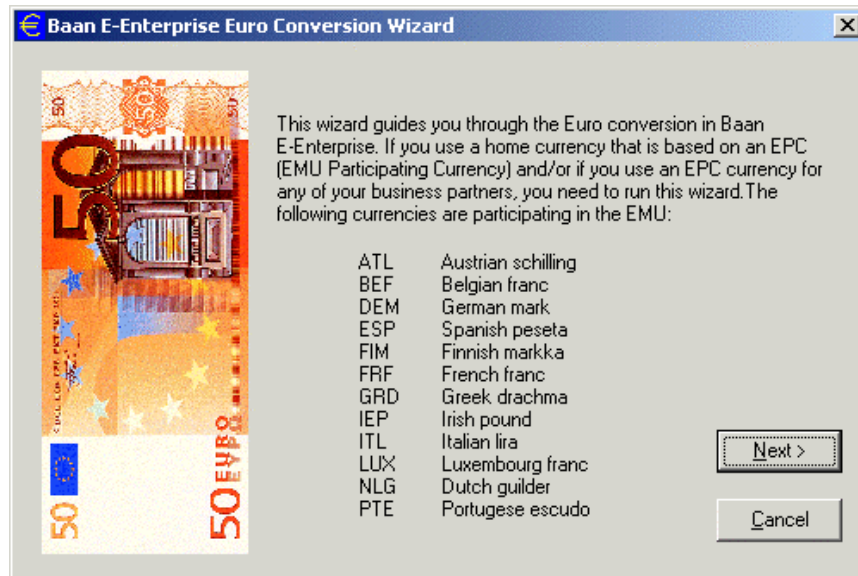 Baan E-Enterprise Euro Conversion Wizard
This wizard guides you through the Euro conversion in Baan
E-Enterprise. If you use a home currency that is based on an EPC
(EMU Participating Currency) and/or if you use an EPC currency for
any of your business partners, you need to run this wizard.The
following currencies are participating in the EMU:
ATL Austrian schilling
BEF Belgian franc
DEM German mark
ESP Spanish peseta
FIM Finnish markka
FRF French franc
GRD Greek drachma
IEP Irish pound
ITL Italian lira
LUX Luxembourg franc
NLG Dutch guilder
PTE Portugese escudo
Next >
Cancel
50
50
50
50
50
50 EURO
ΕΥΡΩ